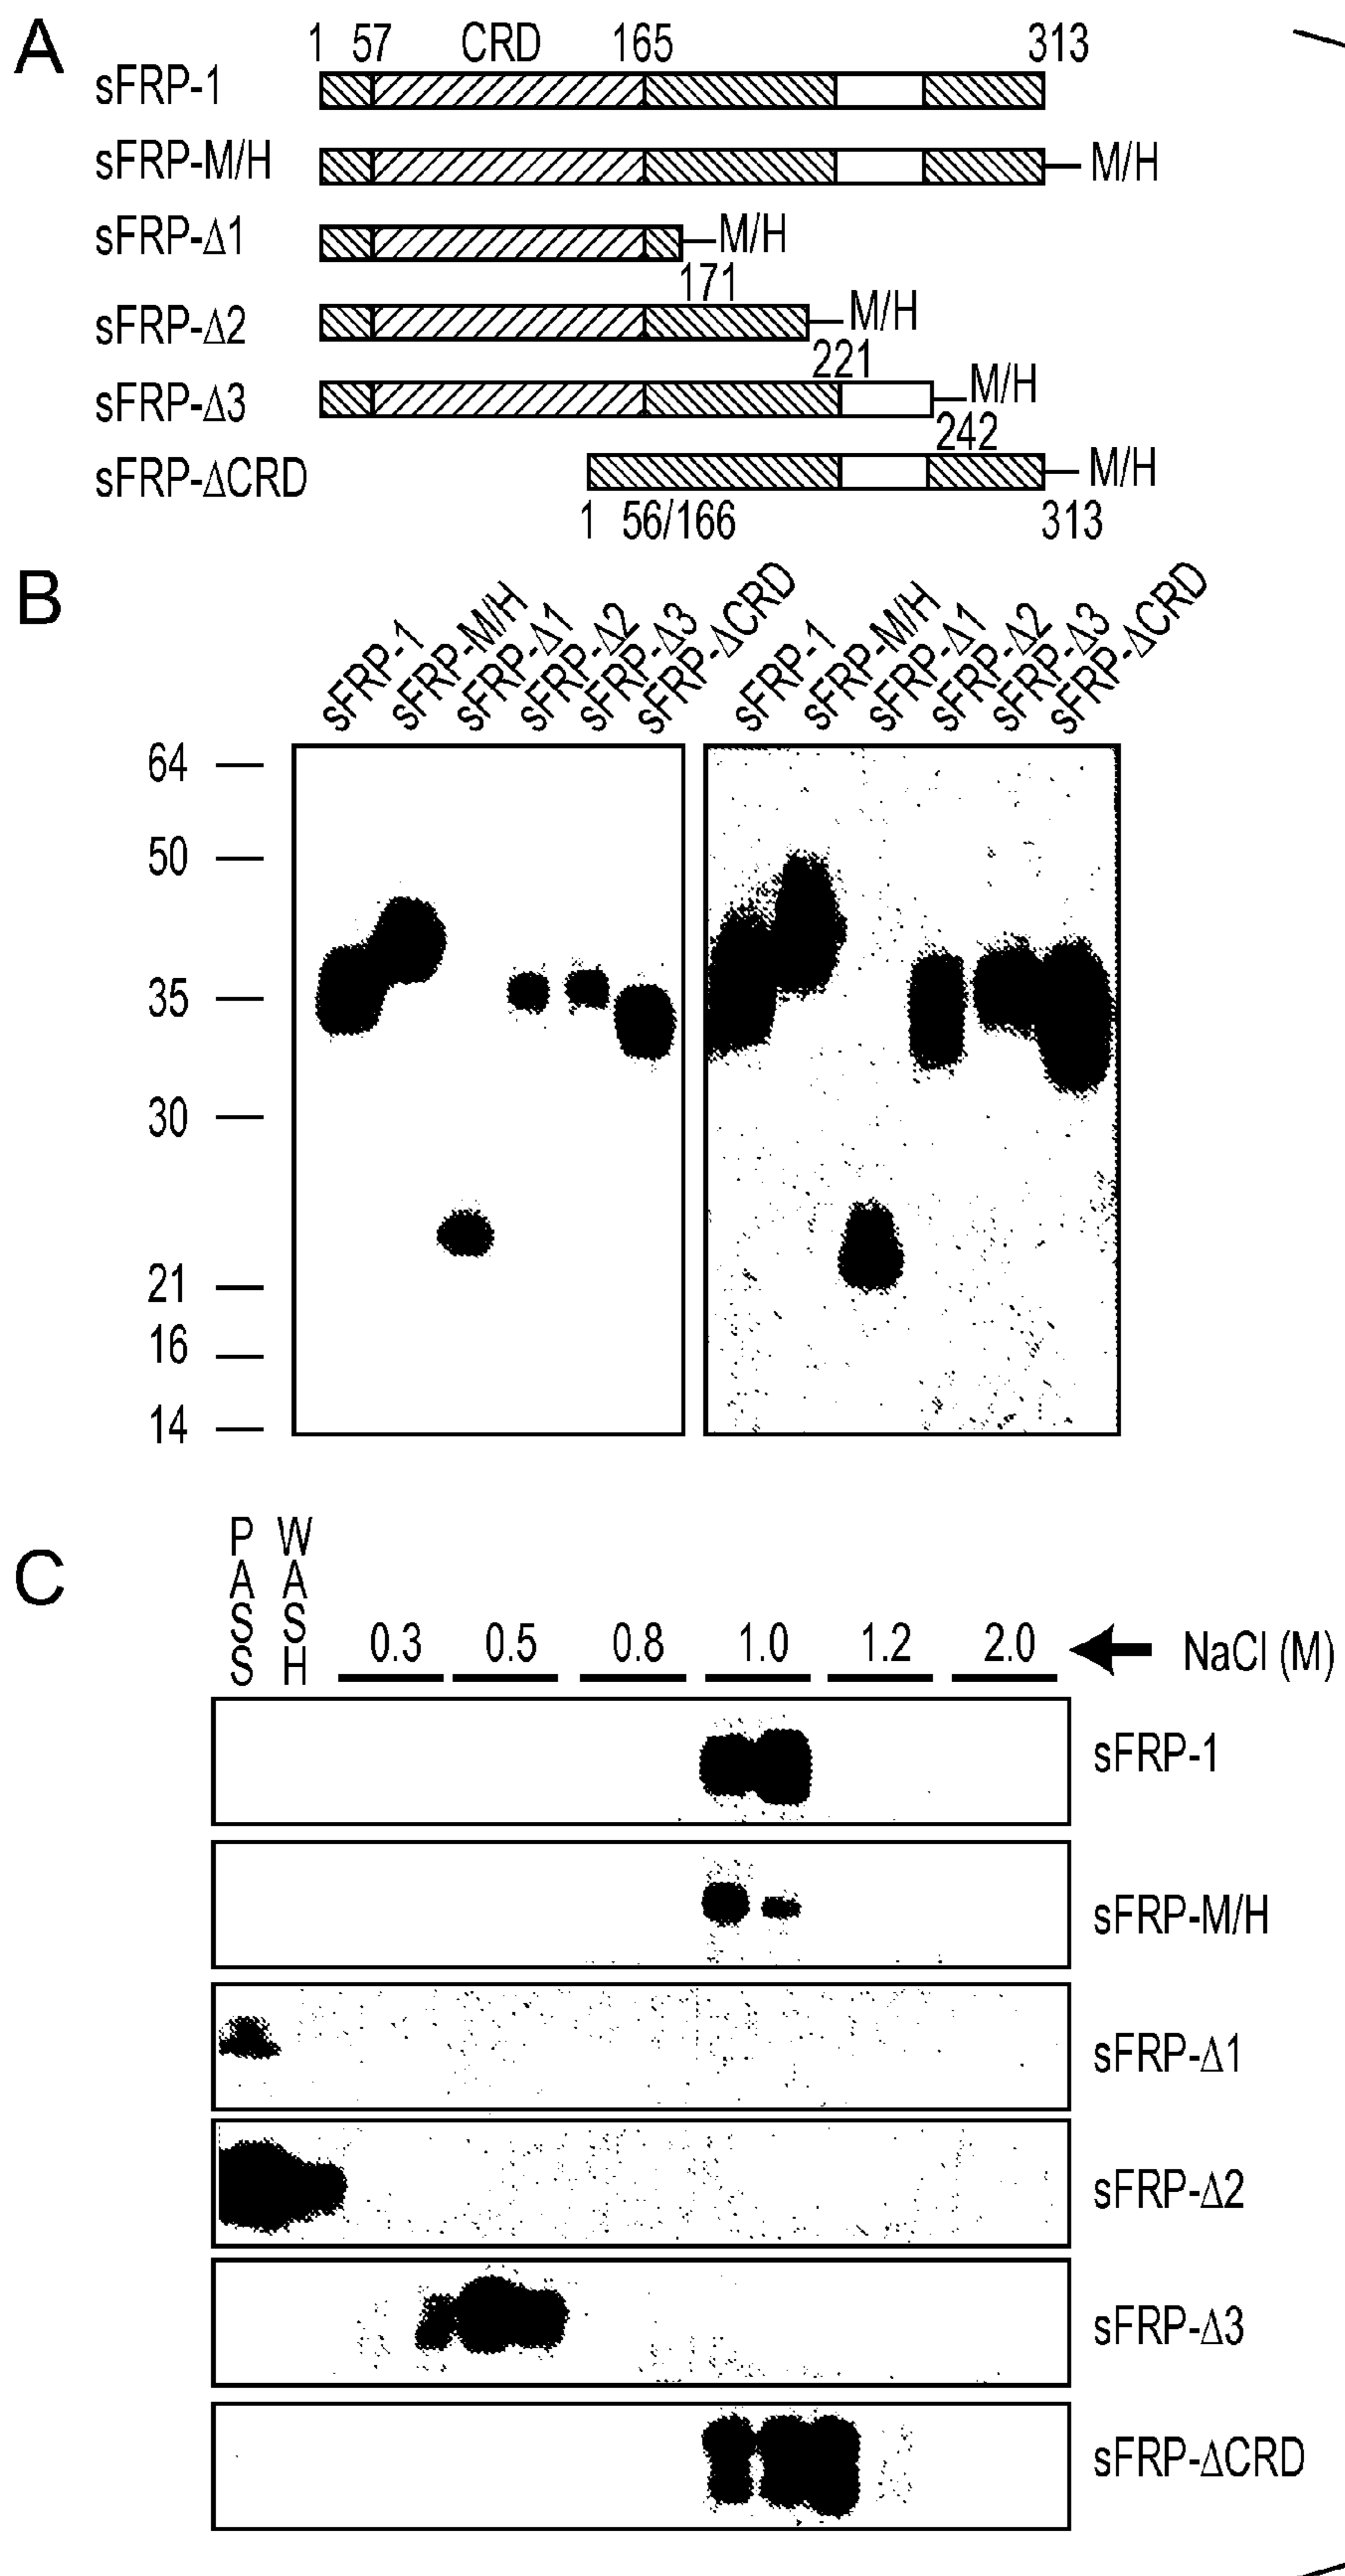 A
1 57 CRD 165 313
sFRP-1
sFRP-M/H M/H
sFRP-Δ1 M/H
171
sFRP-Δ2 M/H
221
sFRP-Δ3 M/H
242
sFRP-ΔCRD M/H
1 56/166 313
B
sFRP-1 sFRP-M/H sFRP-Δ1 sFRP-Δ2 sFRP-Δ3 sFRP-ΔCRD sFRP-1 sFRP-M/H sFRP-Δ1 sFRP-Δ2 sFRP-Δ3 sFRP-ΔCRD
64
50
35
30
21
16
14
C
PASS WASH 0.3 0.5 0.8 1.0 1.2 2.0 NaCl (M)
sFRP-1
sFRP-M/H
sFRP-Δ1
sFRP-Δ2
sFRP-Δ3
sFRP-ΔCRD